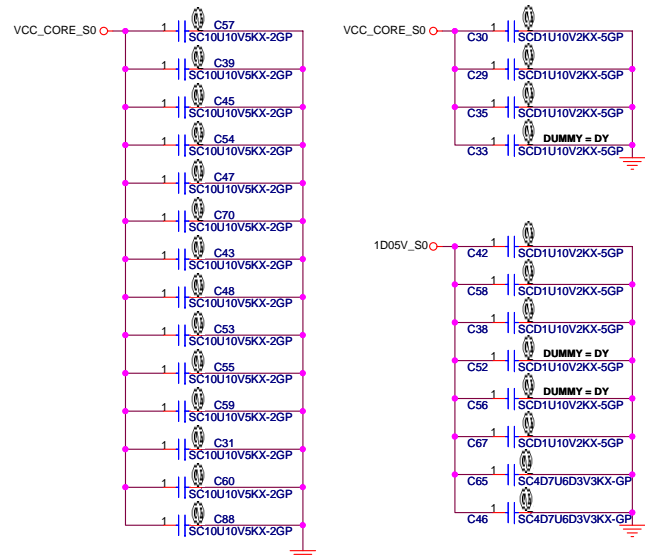 VCC_CORE_S0
1 C57
SC10U10V5KX-2GP
1 C39
SC10U10V5KX-2GP
1 C45
SC10U10V5KX-2GP
1 C54
SC10U10V5KX-2GP
1 C47
SC10U10V5KX-2GP
1 C70
SC10U10V5KX-2GP
1 C43
SC10U10V5KX-2GP
1 C48
SC10U10V5KX-2GP
1 C53
SC10U10V5KX-2GP
1 C55
SC10U10V5KX-2GP
1 C59
SC10U10V5KX-2GP
1 C31
SC10U10V5KX-2GP
1 C60
SC10U10V5KX-2GP
1 C88
SC10U10V5KX-2GP
VCC_CORE_S0
1
C30 SCD1U10V2KX-5GP
1
C29 SCD1U10V2KX-5GP
1
C35 SCD1U10V2KX-5GP
1 DUMMY = DY
C33 SCD1U10V2KX-5GP
1D05V_S0
1
C42 SCD1U10V2KX-5GP
1
C58 SCD1U10V2KX-5GP
1
C38 SCD1U10V2KX-5GP
1 DUMMY = DY
C52 SCD1U10V2KX-5GP
1 DUMMY = DY
C56 SCD1U10V2KX-5GP
1
C67 SCD1U10V2KX-5GP
1
C65 SC4D7U6D3V3KX-GP
1
C46 SC4D7U6D3V3KX-GP